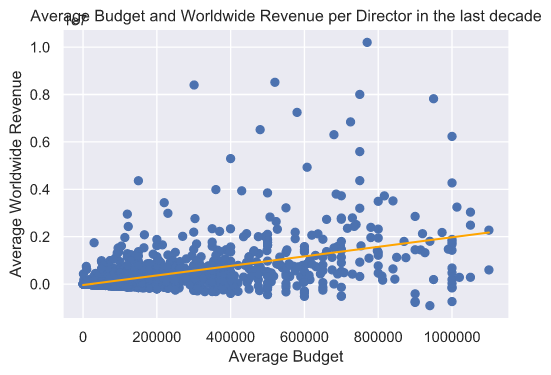 Average Budget and Worldwide Revenue per Director in the last decade
1e7
1.0
0.8
0.6
0.4
0.2
0.0
Average Worldwide Revenue
0 200000 400000 600000 800000 1000000
Average Budget